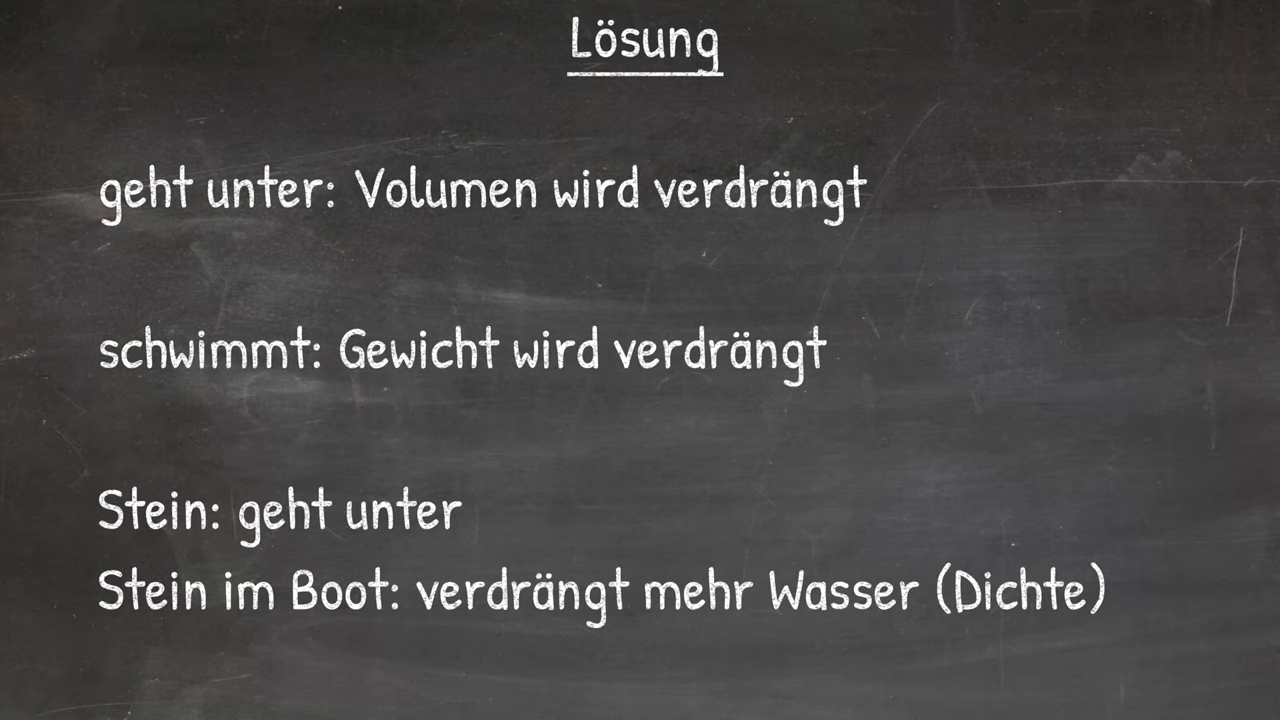 Lösung
geht unter: Volumen wird verdrängt
schwimmt: Gewicht wird verdrängt
Stein: geht unter
Stein im Boot: verdrängt mehr Wasser (Dichte)